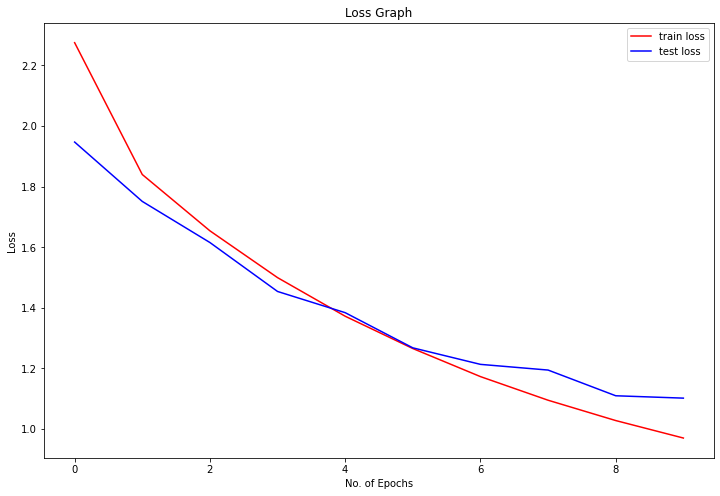 Loss Graph
train loss
test loss
2.2
2.0
1.8
1.6
1.4
1.2
1.0
Loss
0
2
4
6
8
No. of Epochs